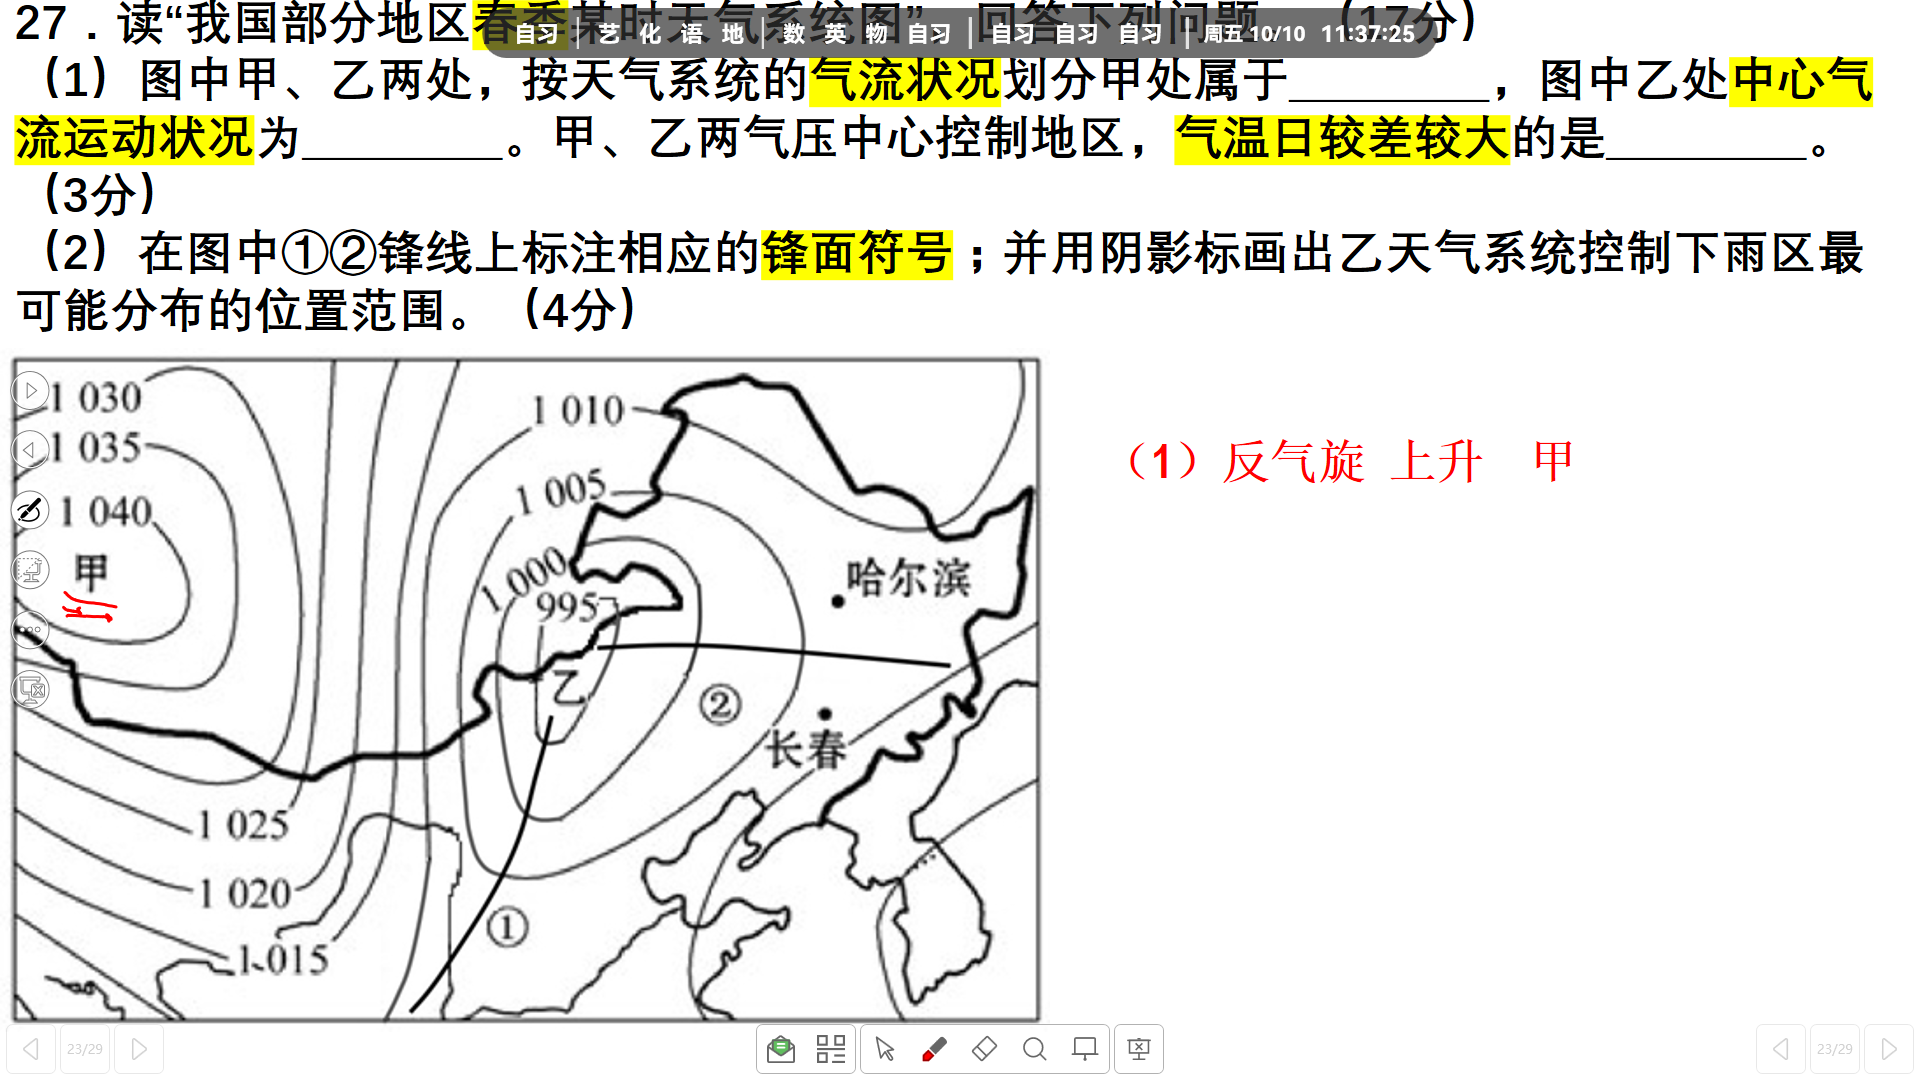 27．读“我国部分地区春季某时天气系统图”，回答下列问题。（17分）
自习 艺 化 语 地 数 英 物 自习 自习 自习 自习 周五 10/10 11:37:25
（1）图中甲、乙两处，按天气系统的气流状况划分甲处属于________，图中乙处中心气
流运动状况为________。甲、乙两气压中心控制地区，气温日较差较大的是________。
（3分）
（2）在图中①②锋线上标注相应的锋面符号；并用阴影标画出乙天气系统控制下雨区最
可能分布的位置范围。（4分）
1 030
1 010
1 035
（1）反气旋 上升 甲
1 005
1 040
甲
1 000
哈尔滨
995
乙
②
长春
1 025
1 020
①
1 015
23/29
23/29